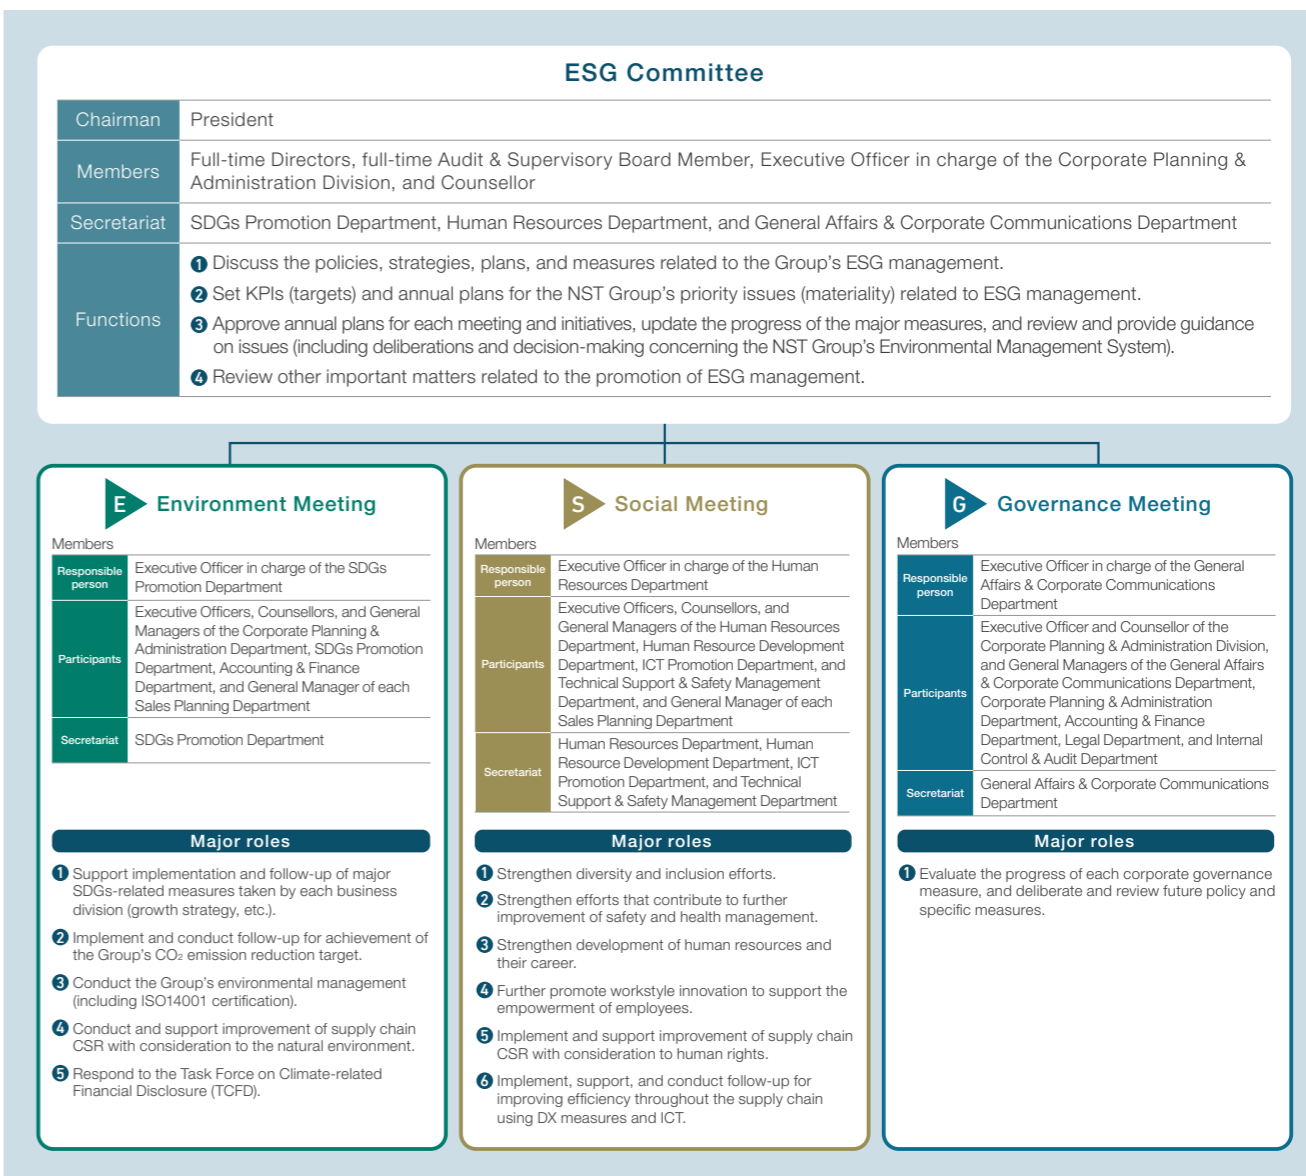 ESG Committee
Chairman
President
Members
Full-time Directors, full-time Audit & Supervisory Board Member, Executive Officer in charge of the Corporate Planning &
Administration Division, and Counsellor
Secretariat
SDGs Promotion Department, Human Resources Department, and General Affairs & Corporate Communications Department
Functions
❶ Discuss the policies, strategies, plans, and measures related to the Group's ESG management.
❷ Set KPIs (targets) and annual plans for the NST Group's priority issues (materiality) related to ESG management.
❸ Approve annual plans for each meeting and initiatives, update the progress of the major measures, and review and provide guidance
on issues (including deliberations and decision-making concerning the NST Group's Environmental Management System).
❹ Review other important matters related to the promotion of ESG management.
E Environment Meeting
Members
Responsible
person
Executive Officer in charge of the SDGs
Promotion Department
Participants
Executive Officers, Counsellors, and General
Managers of the Corporate Planning &
Administration Department, SDGs Promotion
Department, Accounting & Finance
Department, and General Manager of each
Sales Planning Department
Secretariat
SDGs Promotion Department
Major roles
❶ Support implementation and follow-up of major
SDGs-related measures taken by each business
division (growth strategy, etc.).
❷ Implement and conduct follow-up for achievement of
the Group's CO₂ emission reduction target.
❸ Conduct the Group's environmental management
(including ISO14001 certification).
❹ Conduct and support improvement of supply chain
CSR with consideration to the natural environment.
❺ Respond to the Task Force on Climate-related
Financial Disclosure (TCFD).
S Social Meeting
Members
Responsible
person
Executive Officer in charge of the Human
Resources Department
Participants
Executive Officers, Counsellors, and
General Managers of the Human Resources
Department, Human Resource Development
Department, ICT Promotion Department, and
Technical Support & Safety Management
Department, and General Manager of each
Sales Planning Department
Secretariat
Human Resources Department, Human
Resource Development Department, ICT
Promotion Department, and Technical
Support & Safety Management Department
Major roles
❶ Strengthen diversity and inclusion efforts.
❷ Strengthen efforts that contribute to further
improvement of safety and health management.
❸ Strengthen development of human resources and
their career.
❹ Further promote workstyle innovation to support the
empowerment of employees.
❺ Implement and support improvement of supply chain
CSR with consideration to human rights.
❻ Implement, support, and conduct follow-up for
improving efficiency throughout the supply chain
using DX measures and ICT.
G Governance Meeting
Members
Responsible
person
Executive Officer in charge of the General
Affairs & Corporate Communications
Department
Participants
Executive Officer and Counsellor of the
Corporate Planning & Administration Division,
and General Managers of the General Affairs
& Corporate Communications Department,
Corporate Planning & Administration
Department, Accounting & Finance
Department, Legal Department, and Internal
Control & Audit Department
Secretariat
General Affairs & Corporate Communications
Department
Major roles
❶ Evaluate the progress of each corporate governance
measure, and deliberate and review future policy and
specific measures.